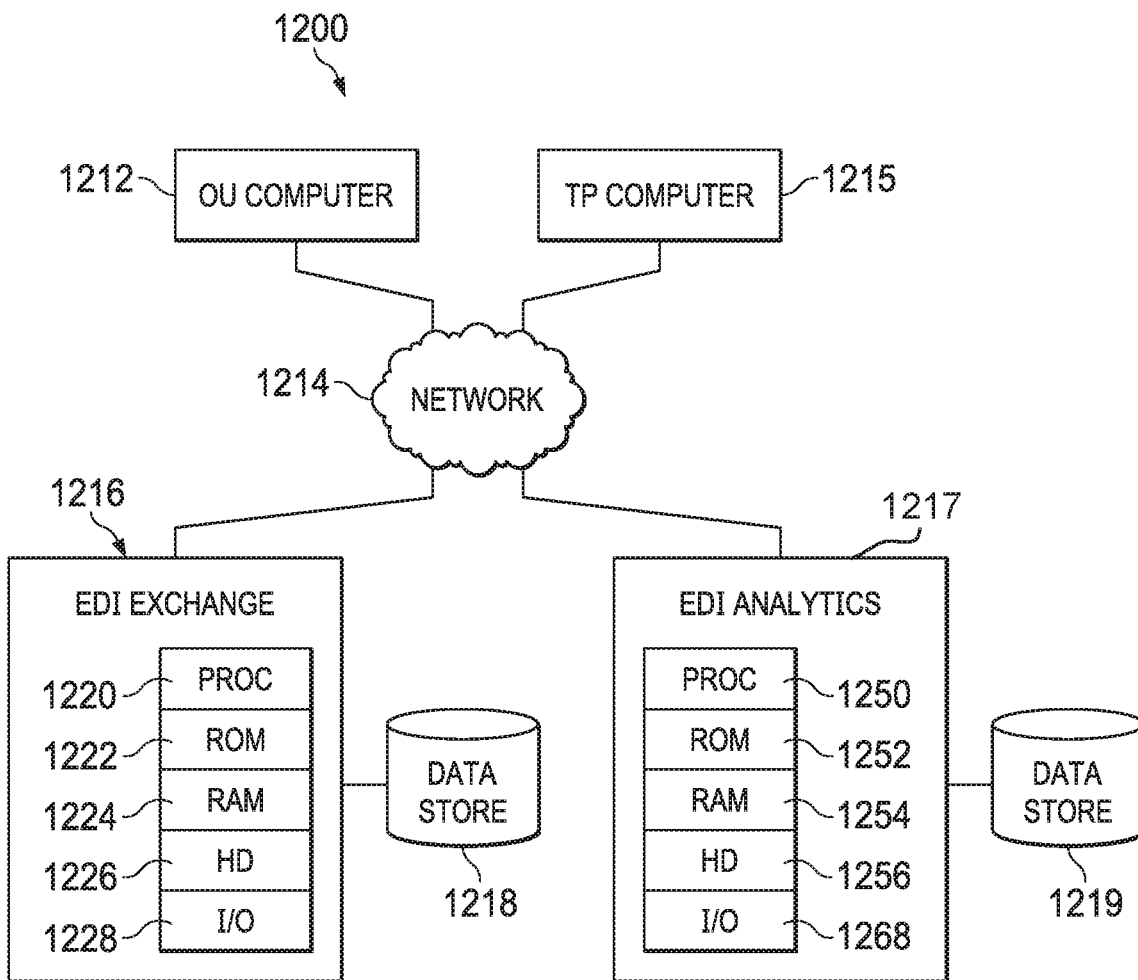 1200
1212 OU COMPUTER TP COMPUTER 1215
1214 NETWORK
1216 1217
EDI EXCHANGE EDI ANALYTICS
1220 PROC PROC 1250
1222 ROM ROM 1252
1224 RAM DATA STORE RAM 1254 DATA STORE
1226 HD HD 1256
1218 1219
1228 I/O I/O 1268